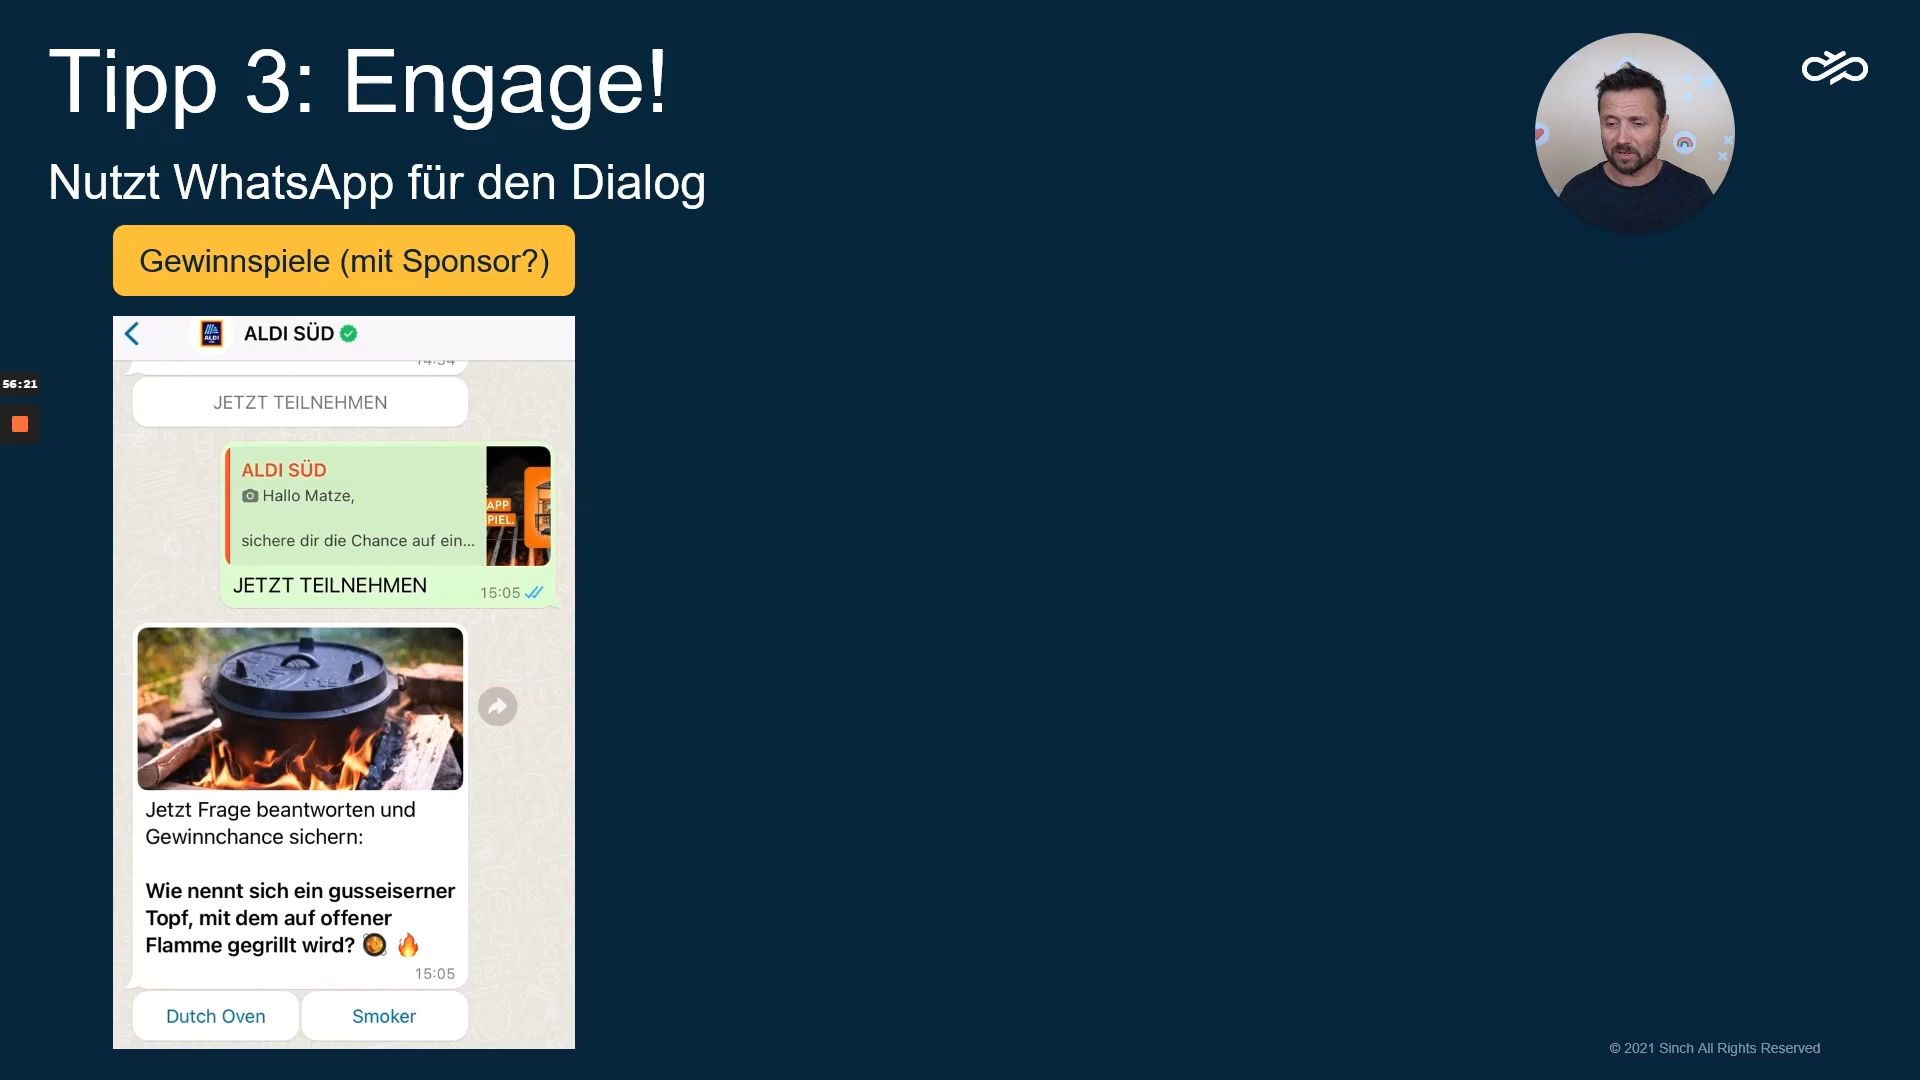 Tipp 3: Engage!
Nutzt WhatsApp für den Dialog
Gewinnspiele (mit Sponsor?)
ALDI SÜD
JETZT TEILNEHMEN
ALDI SÜD
Hallo Matze,
sichere dir die Chance auf ein...
APP
PIEL.
JETZT TEILNEHMEN
15:05
Jetzt Frage beantworten und
Gewinnchance sichern:
Wie nennt sich ein gusseiserner
Topf, mit dem auf offener
Flamme gegrillt wird?
15:05
Dutch Oven
Smoker
56:21
ALDI
© 2021 Sinch All Rights Reserved